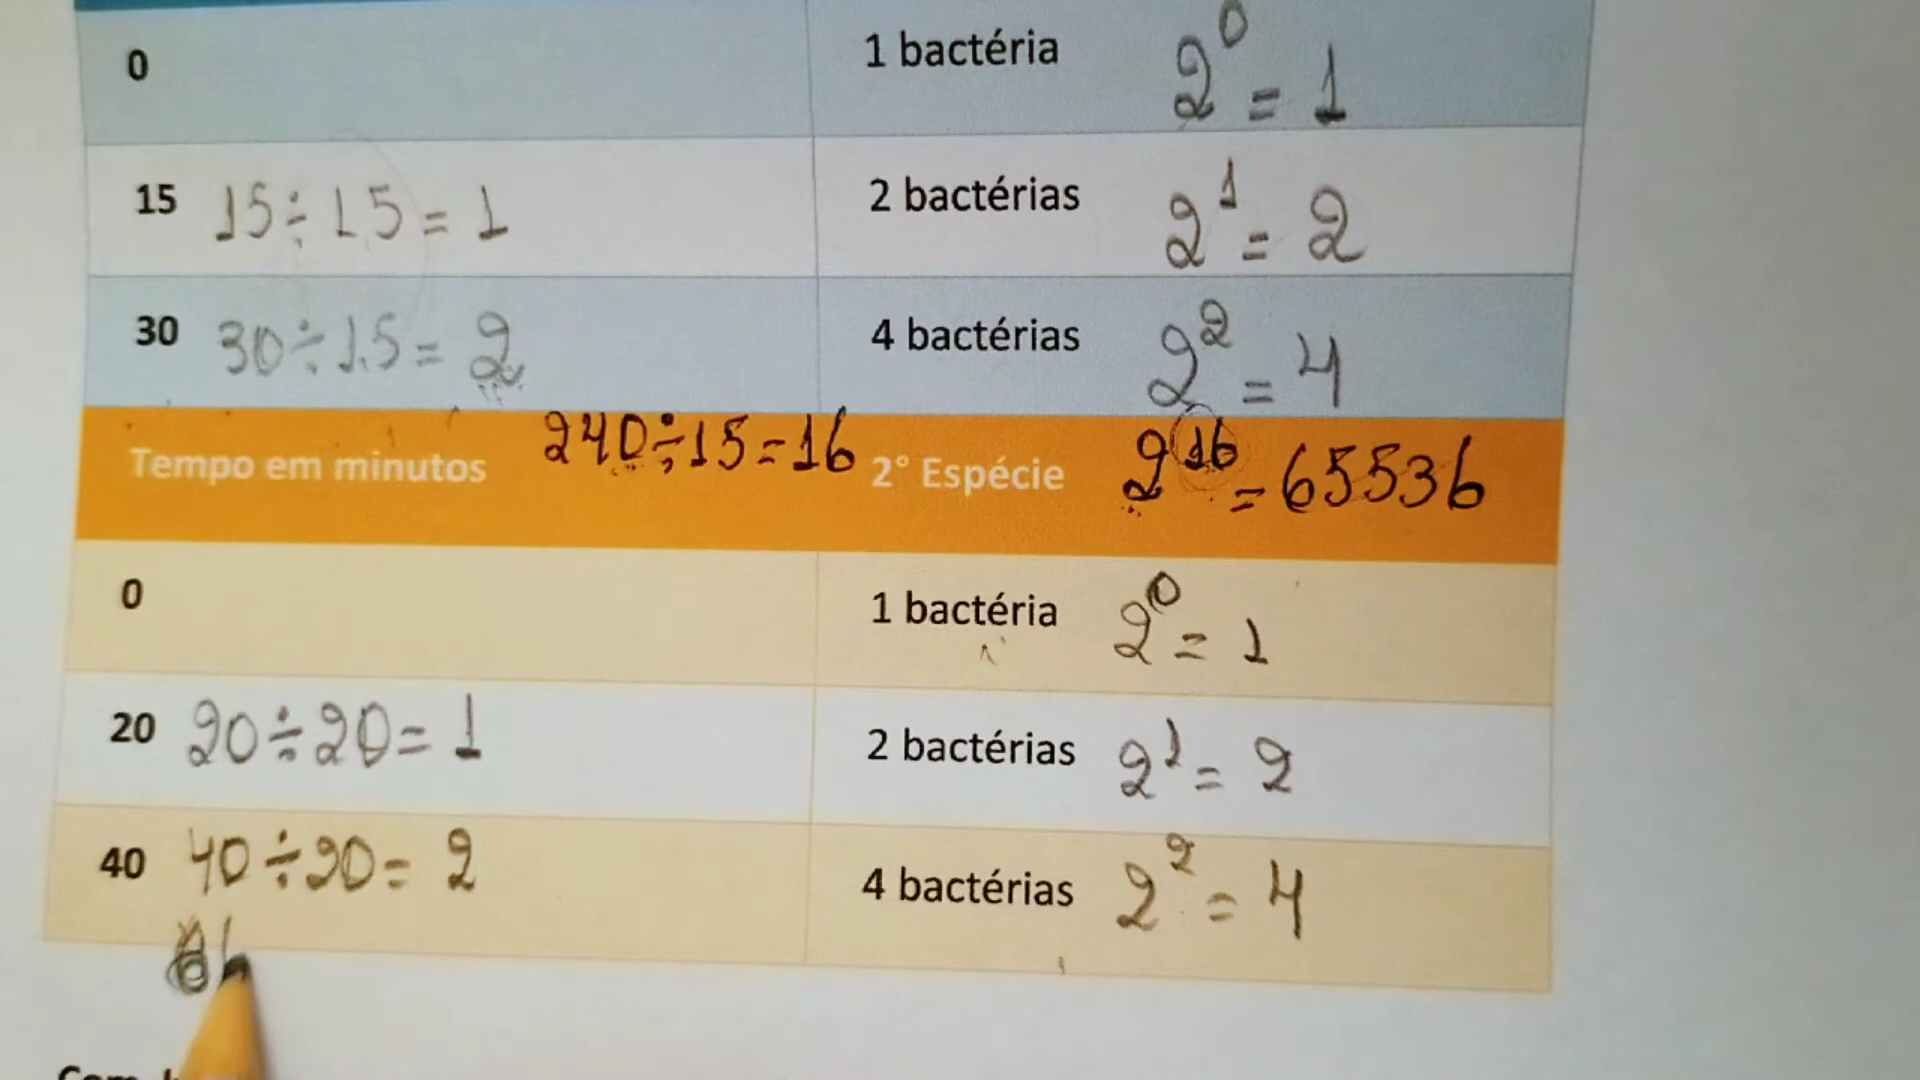 0 1 bactéria 2⁰ = 1
15 15÷15=1 2 bactérias 2¹ = 2
30 30÷15=2 4 bactérias 2² = 4
Tempo em minutos 240÷15=16 2° Espécie 2¹⁶ = 65536
0 1 bactéria 2⁰ = 1
20 20÷20=1 2 bactérias 2¹ = 2
40 40÷20=2 4 bactérias 2² = 4